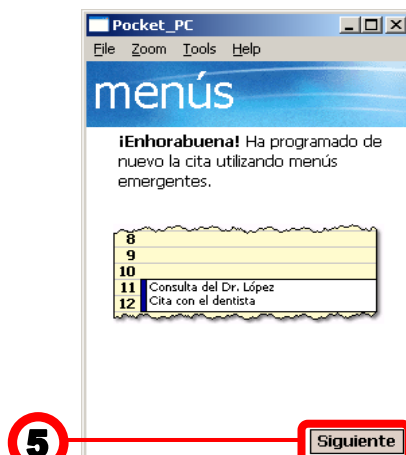 Pocket_PC
File Zoom Tools Help
menús
¡Enhorabuena! Ha programado de
nuevo la cita utilizando menús
emergentes.
8
9
10
11 Consulta del Dr. López
12 Cita con el dentista
5
Siguiente